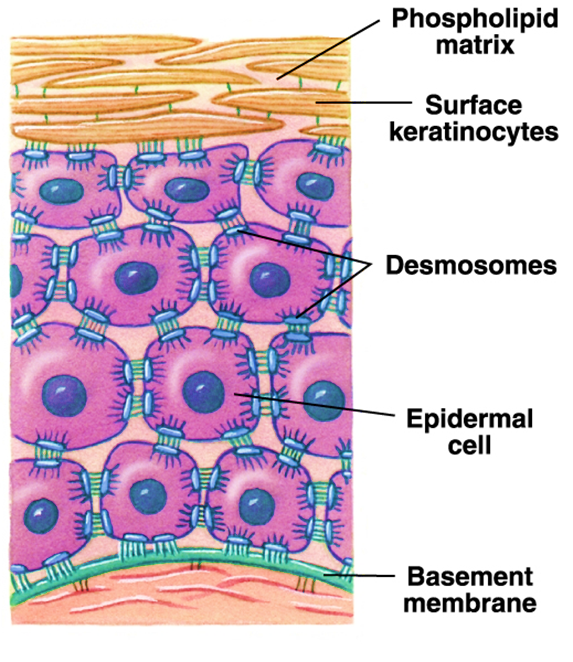 Phospholipid
matrix
Surface
keratinocytes
Desmosomes
Epidermal
cell
Basement
membrane